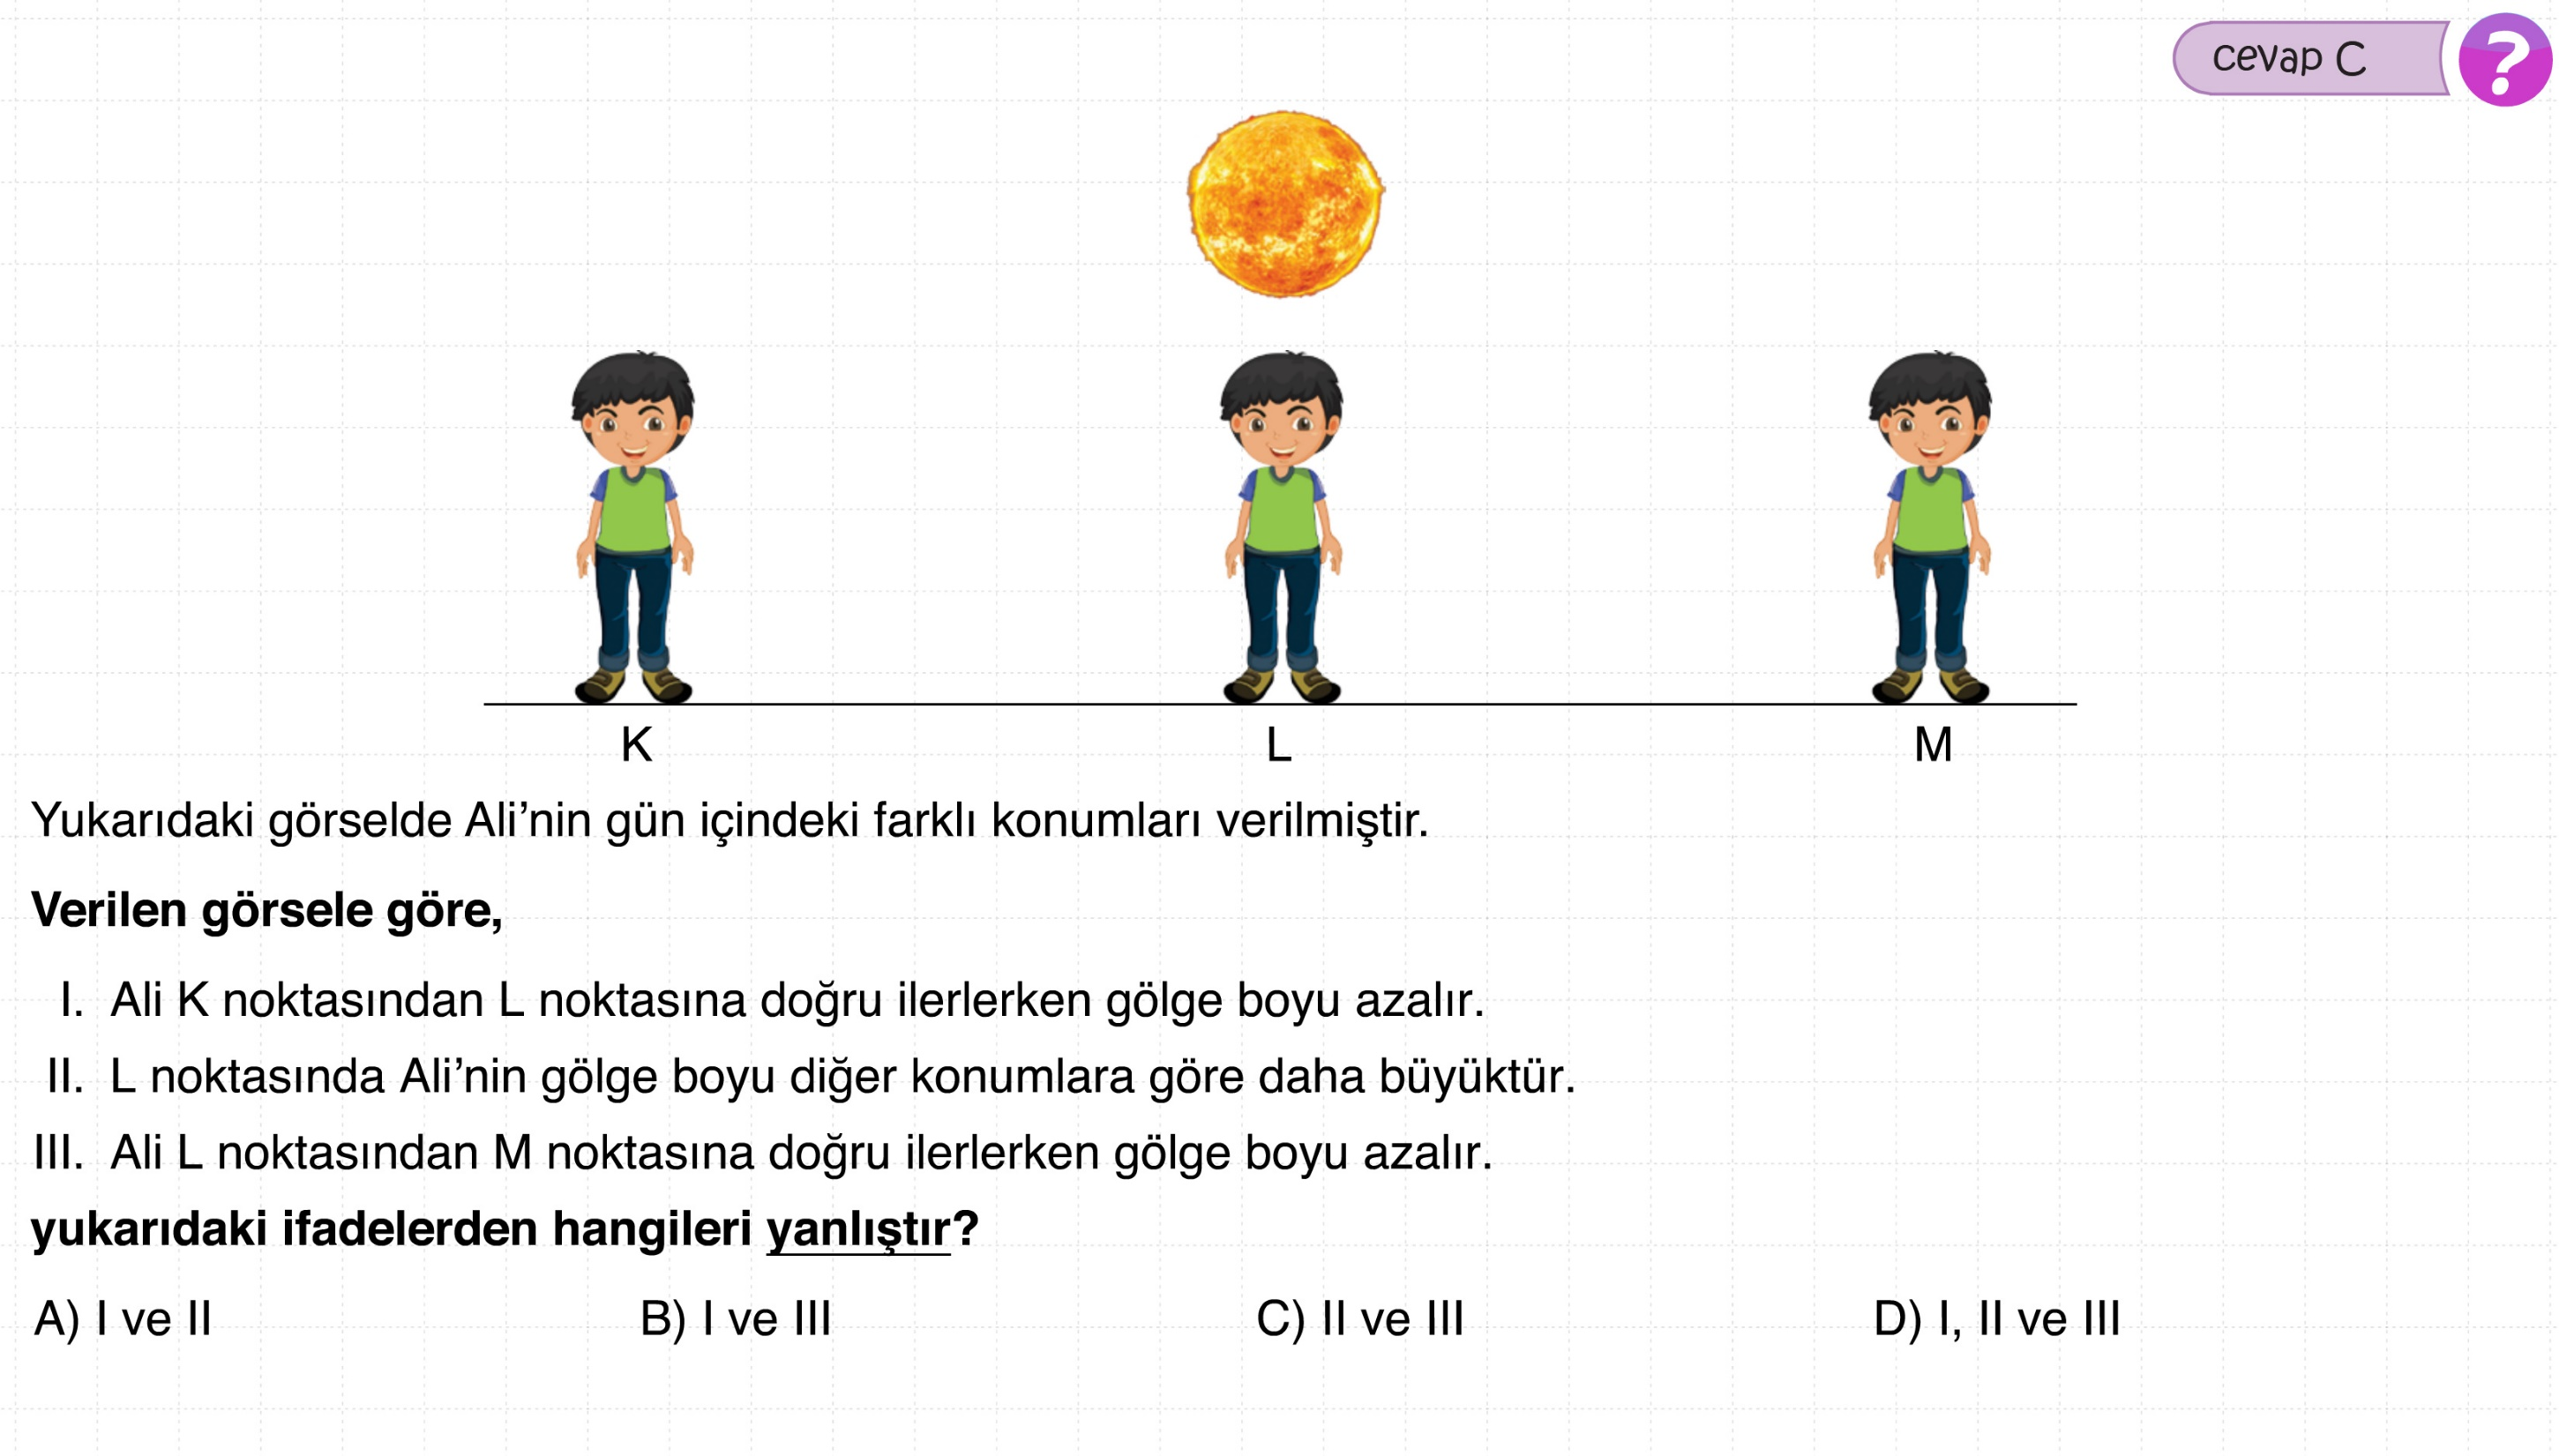 cevap C ?
K L M
Yukarıdaki görselde Ali’nin gün içindeki farklı konumları verilmiştir.
Verilen görsele göre,
I. Ali K noktasından L noktasına doğru ilerlerken gölge boyu azalır.
II. L noktasında Ali’nin gölge boyu diğer konumlara göre daha büyüktür.
III. Ali L noktasından M noktasına doğru ilerlerken gölge boyu azalır.
yukarıdaki ifadelerden hangileri yanlıştır?
A) I ve II B) I ve III C) II ve III D) I, II ve III